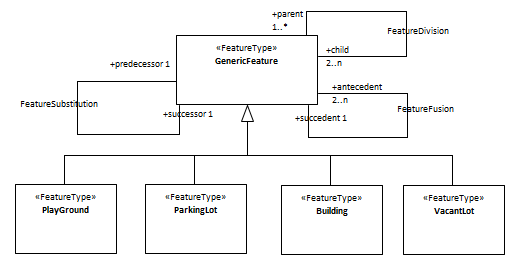 +parent
1..*
FeatureDivision
«FeatureType»
GenericFeature
+child
2..n
+predecessor 1
+antecedent
2..n
FeatureSubstitution
FeatureFusion
+successor 1
+succedent 1
«FeatureType»
PlayGround
«FeatureType»
ParkingLot
«FeatureType»
Building
«FeatureType»
VacantLot